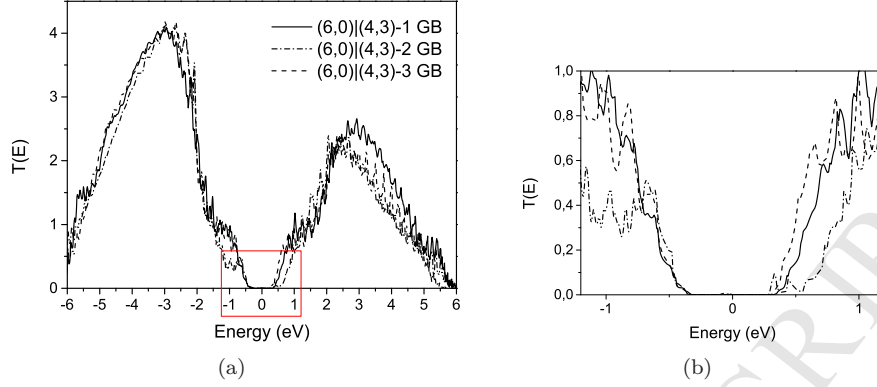 (6,0)|(4,3)-1 GB
(6,0)|(4,3)-2 GB
(6,0)|(4,3)-3 GB
4
3
2
1
0
T(E)
-6 -5 -4 -3 -2 -1 0 1 2 3 4 5 6
Energy (eV)
(a)
1,0
0,8
0,6
0,4
0,2
0,0
T(E)
-1 0 1
Energy (eV)
(b)
CRIP